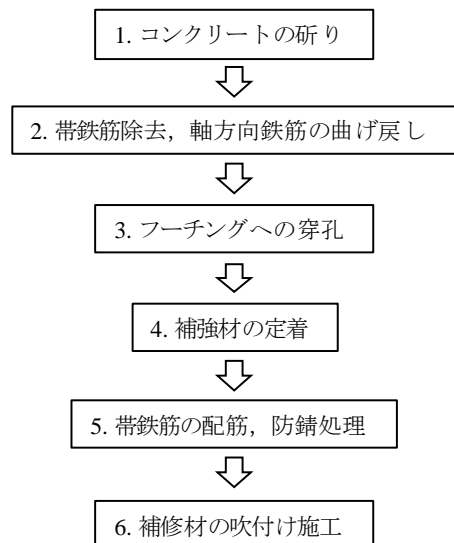 1. コンクリートの斫り
2. 帯鉄筋除去，軸方向鉄筋の曲げ戻し
3. フーチングへの穿孔
4. 補強材の定着
5. 帯鉄筋の配筋，防錆処理
6. 補修材の吹付け施工